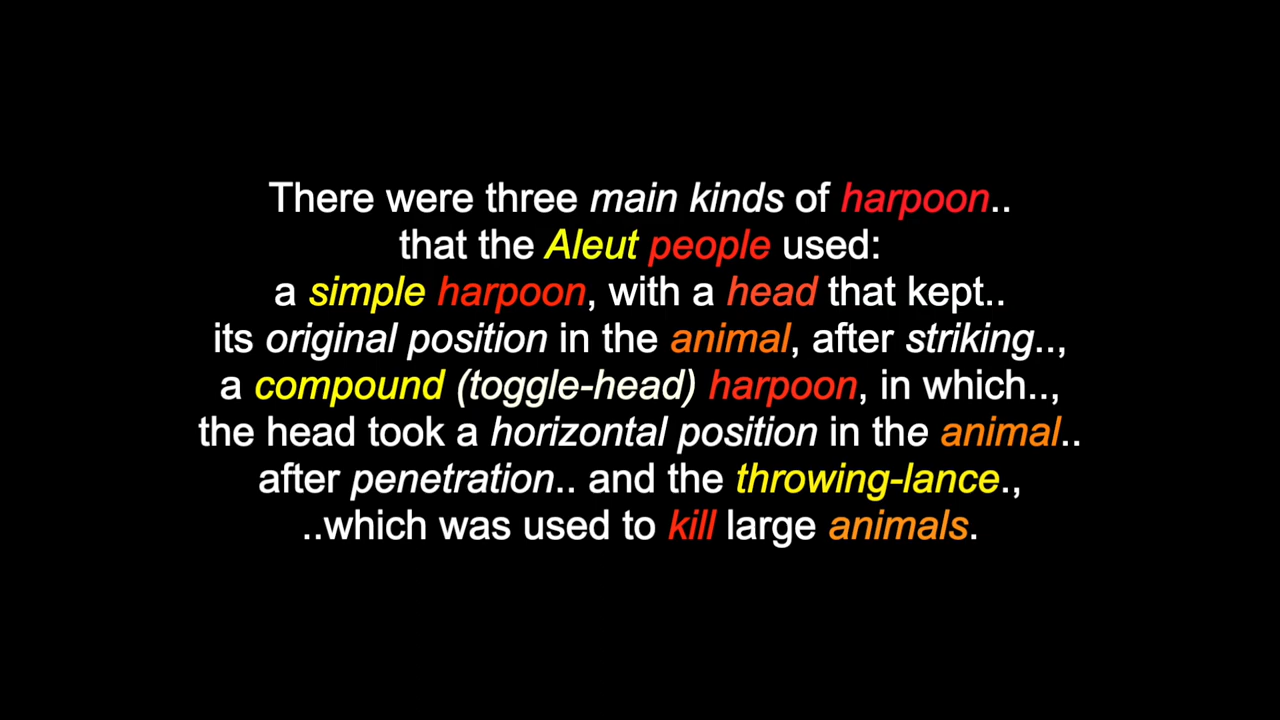 There were three main kinds of harpoon..
that the Aleut people used:
a simple harpoon, with a head that kept..
its original position in the animal, after striking..,
a compound (toggle-head) harpoon, in which..,
the head took a horizontal position in the animal..
after penetration.. and the throwing-lance.,
..which was used to kill large animals.